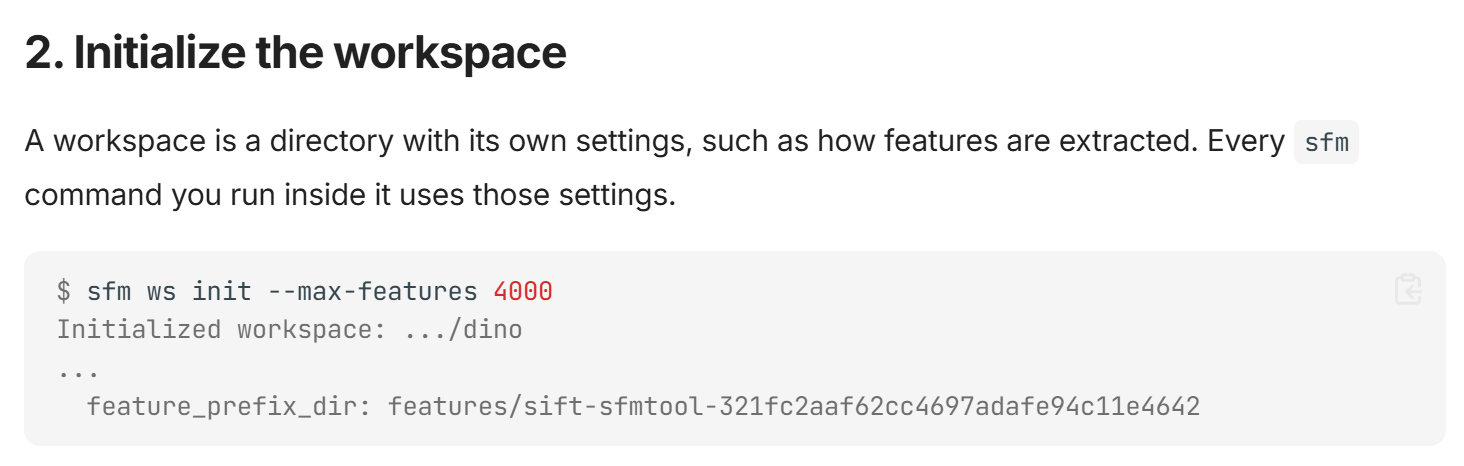 2. Initialize the workspace
A workspace is a directory with its own settings, such as how features are extracted. Every sfm
command you run inside it uses those settings.
$ sfm ws init --max-features 4000
Initialized workspace: .../dino
...
  feature_prefix_dir: features/sift-sfmtool-321fc2aaf62cc4697adafe94c11e4642